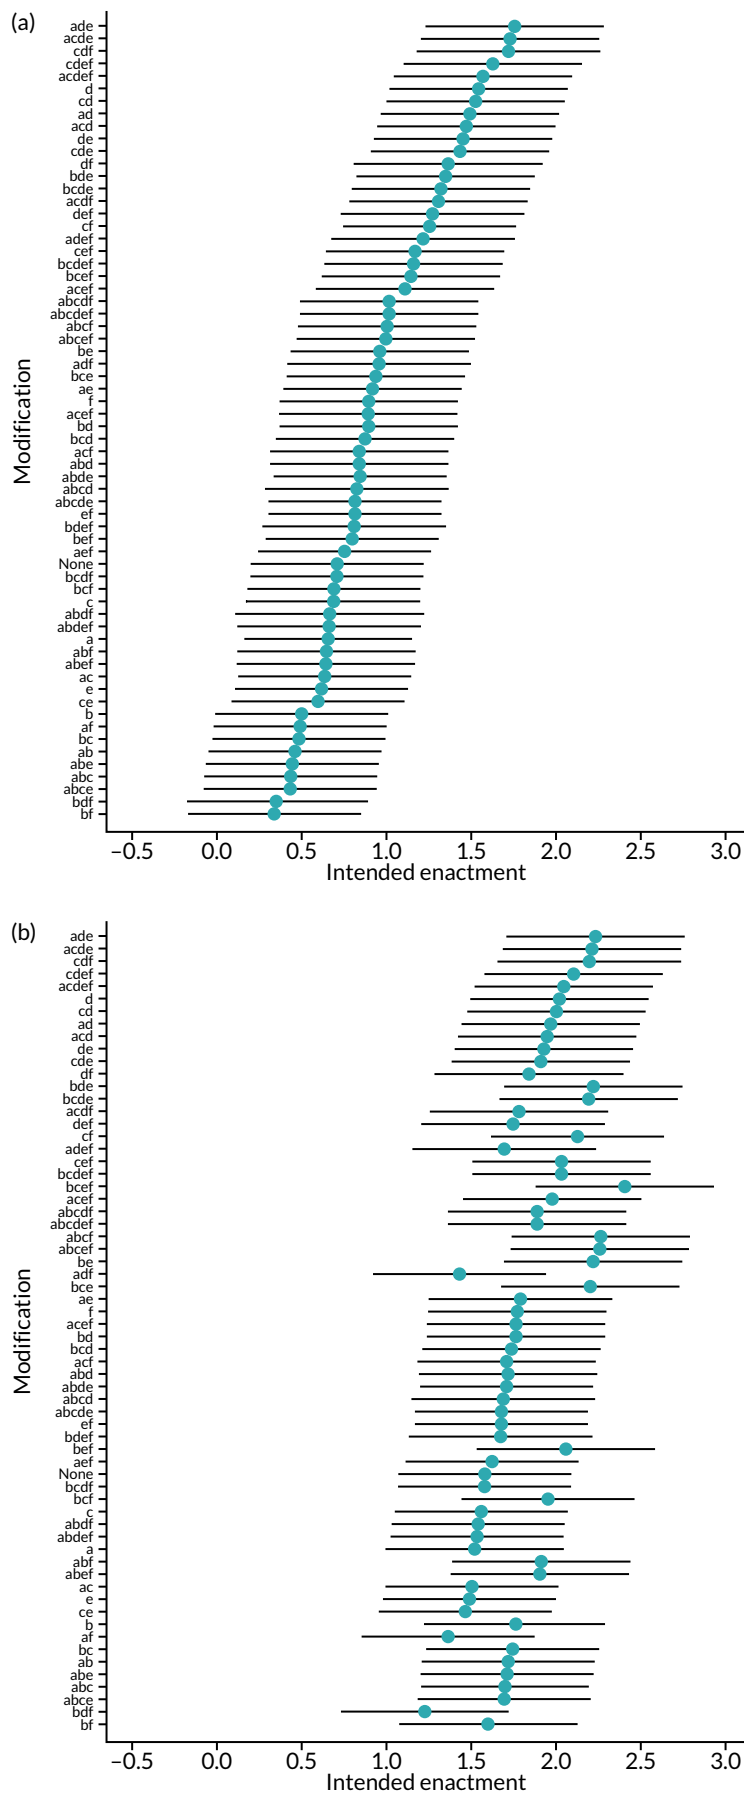 (a)
Modification
ade
acde
cdf
cdef
acdef
d
cd
ad
acd
de
cde
df
bde
bcde
acdf
def
cf
adef
cef
bcdef
bcef
acef
abcdf
abcdef
abcf
abcef
be
adf
bce
ae
f
acef
bd
bcd
acf
abd
abde
abcd
abcde
ef
bdef
bef
aef
None
bcdf
bcf
c
abdf
abdef
a
abf
abef
ac
e
ce
b
af
bc
ab
abe
abc
abce
bdf
bf
–0.5 0.0 0.5 1.0 1.5 2.0 2.5 3.0
Intended enactment
(b)
Modification
ade
acde
cdf
cdef
acdef
d
cd
ad
acd
de
cde
df
bde
bcde
acdf
def
cf
adef
cef
bcdef
bcef
acef
abcdf
abcdef
abcf
abcef
be
adf
bce
ae
f
acef
bd
bcd
acf
abd
abde
abcd
abcde
ef
bdef
bef
aef
None
bcdf
bcf
c
abdf
abdef
a
abf
abef
ac
e
ce
b
af
bc
ab
abe
abc
abce
bdf
bf
–0.5 0.0 0.5 1.0 1.5 2.0 2.5 3.0
Intended enactment